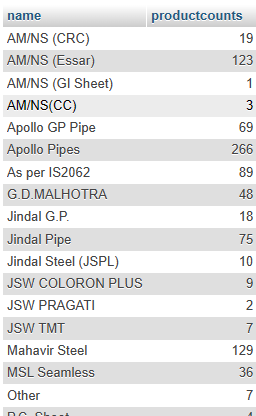 name productcounts
AM/NS (CRC) 19
AM/NS (Essar) 123
AM/NS (GI Sheet) 1
AM/NS(CC) 3
Apollo GP Pipe 69
Apollo Pipes 266
As per IS2062 89
G.D.MALHOTRA 48
Jindal G.P. 18
Jindal Pipe 75
Jindal Steel (JSPL) 10
JSW COLORON PLUS 9
JSW PRAGATI 2
JSW TMT 7
Mahavir Steel 129
MSL Seamless 36
Other 7